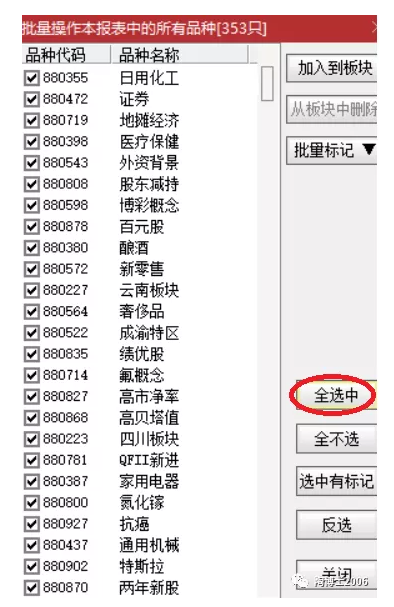 批量操作本报表中的所有品种[353只]
品种代码 品种名称
880355 日用化工
880472 证券
880719 地摊经济
880398 医疗保健
880543 外资背景
880808 股东减持
880598 博彩概念
880878 百元股
880380 酿酒
880572 新零售
880227 云南板块
880564 奢侈品
880522 成渝特区
880835 绩优股
880714 氟概念
880827 高市净率
880868 高贝塔值
880223 四川板块
880781 QFII新进
880387 家用电器
880800 氮化镓
880927 抗癌
880437 通用机械
880902 特斯拉
880870 两年新股
加入到板块
从板块中删除
批量标记 ▼
全选中
全不选
选中有标记
反选
关闭
2006